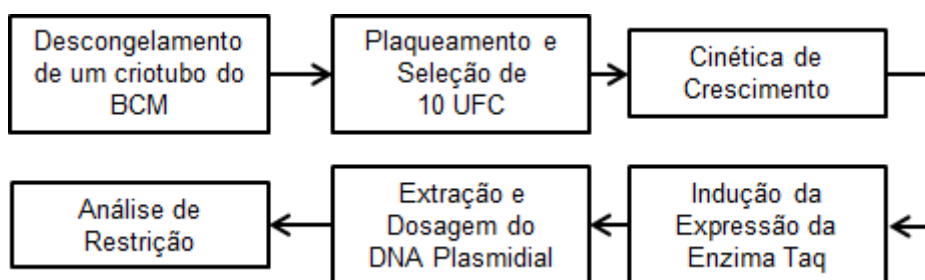 Descongelamento
de um criotubo do
BCM
Plaqueamento e
Seleção de
10 UFC
Cinética de
Crescimento
Indução da
Expressão da
Enzima Taq
Extração e
Dosagem do
DNA Plasmidial
Análise de
Restrição